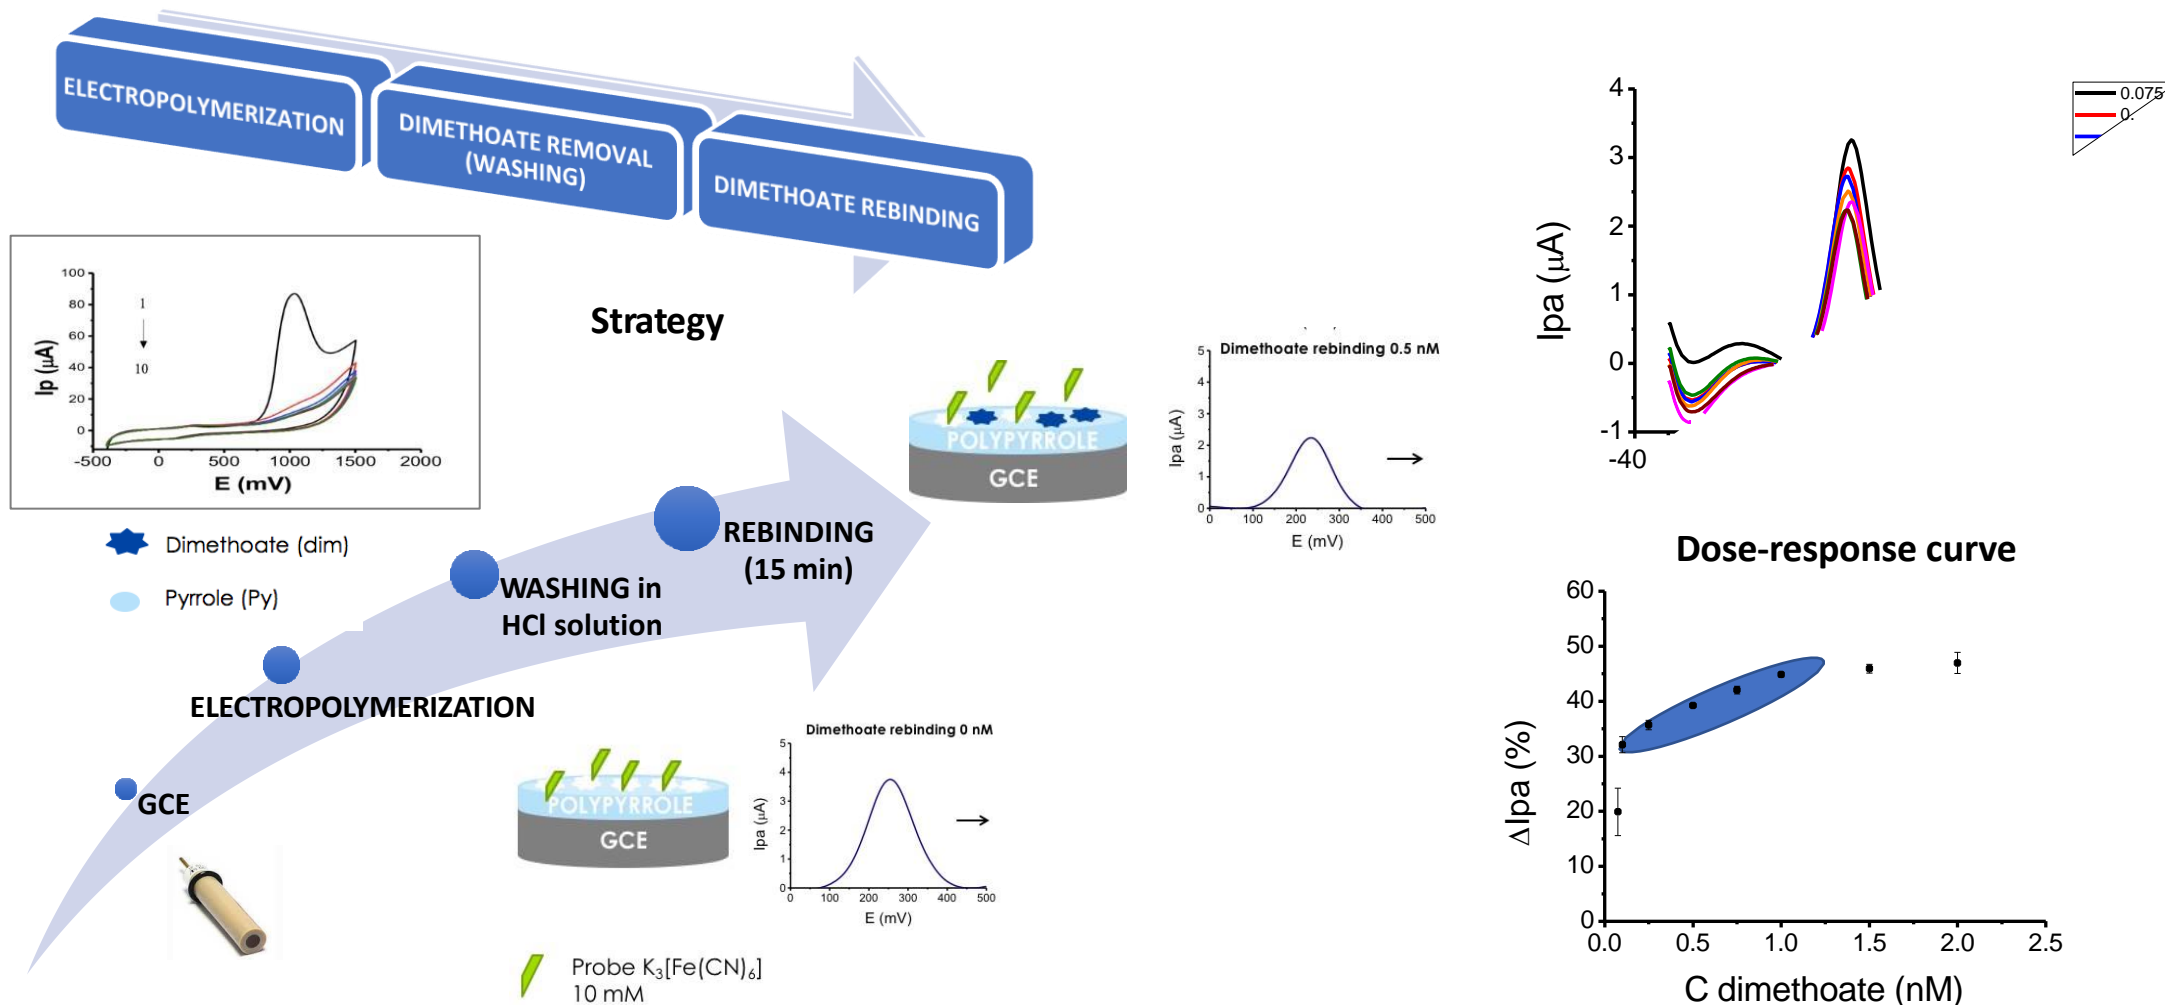 ELECTROPOLYMERIZATION
DIMETHOATE REMOVAL
(WASHING)
DIMETHOATE REBINDING
Strategy
100
80
60
40
20
0
Ip (µA)
1
10
-500
0
500
1000
1500
2000
E (mV)
Dimethoate (dim)
Pyrrole (Py)
GCE
ELECTROPOLYMERIZATION
WASHING in
HCl solution
REBINDING
(15 min)
POLYPYRROLE
GCE
Dimethoate rebinding 0.5 nM
5
4
3
2
1
0
Ipa (µA)
0
100
200
300
400
500
E (mV)
POLYPYRROLE
GCE
Dimethoate rebinding 0 nM
5
4
3
2
1
0
Ipa (µA)
0
100
200
300
400
500
E (mV)
Probe K₃[Fe(CN)₆]
10 mM
4
3
2
1
0
-1
Ipa (µA)
-40
0.075
0.
Dose-response curve
60
50
40
30
20
10
0
ΔIpa (%)
0.0
0.5
1.0
1.5
2.0
2.5
C dimethoate (nM)